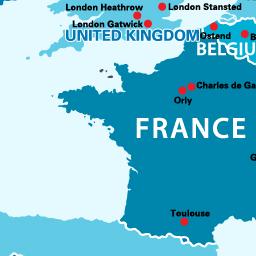 London Heathrow
London Stansted
London Gatwick
UNITED KINGDOM
Ostend
BELGIU
B
Charles de Ga
Orly
FRANCE
G
Toulouse